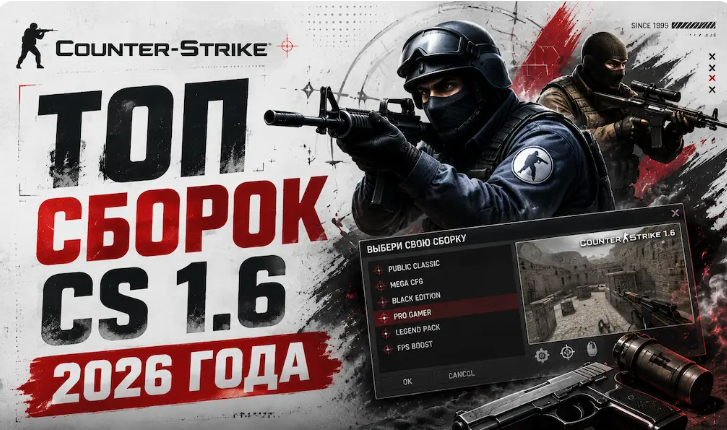 COUNTER-STRIKE
SINCE 1999
ТОП
СБОРОК
CS 1.6
2026 ГОДА
ВЫБЕРИ СВОЮ СБОРКУ
PUBLIC CLASSIC
MEGA CFG
BLACK EDITION
PRO GAMER
LEGEND PACK
FPS BOOST
OK
CANCEL
COUNTER-STRIKE 1.6